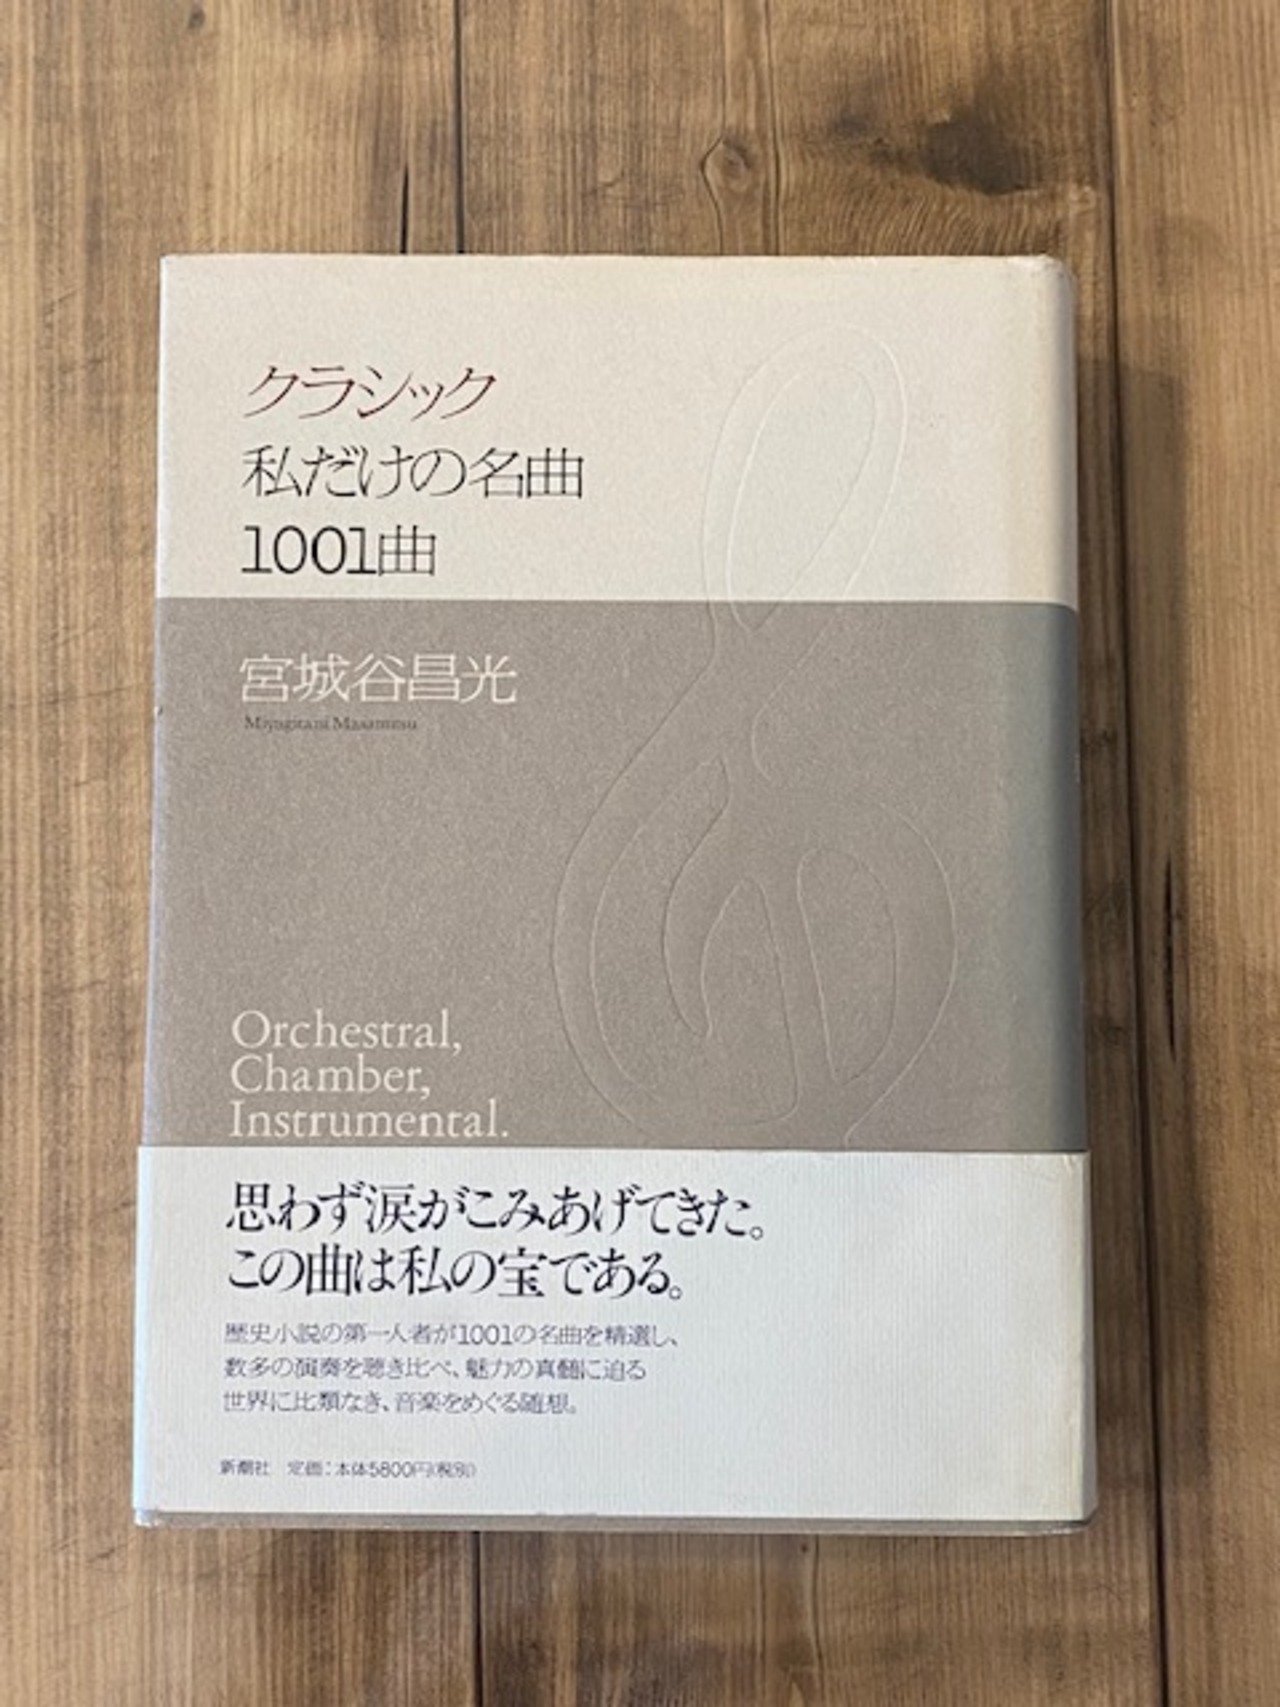 クラシック
私だけの名曲
1001曲
宮城谷昌光
Miyagitani Masamitsu
Orchestral,
Chamber,
Instrumental.
思わず涙がこみあげてきた。
この曲は私の宝である。
歴史小説の第一人者が1001の名曲を精選し、
数多の演奏を聴き比べ、魅力の真髄に迫る
世界に比類なき、音楽をめぐる随想。
新潮社 定価:本体5800円(税別)